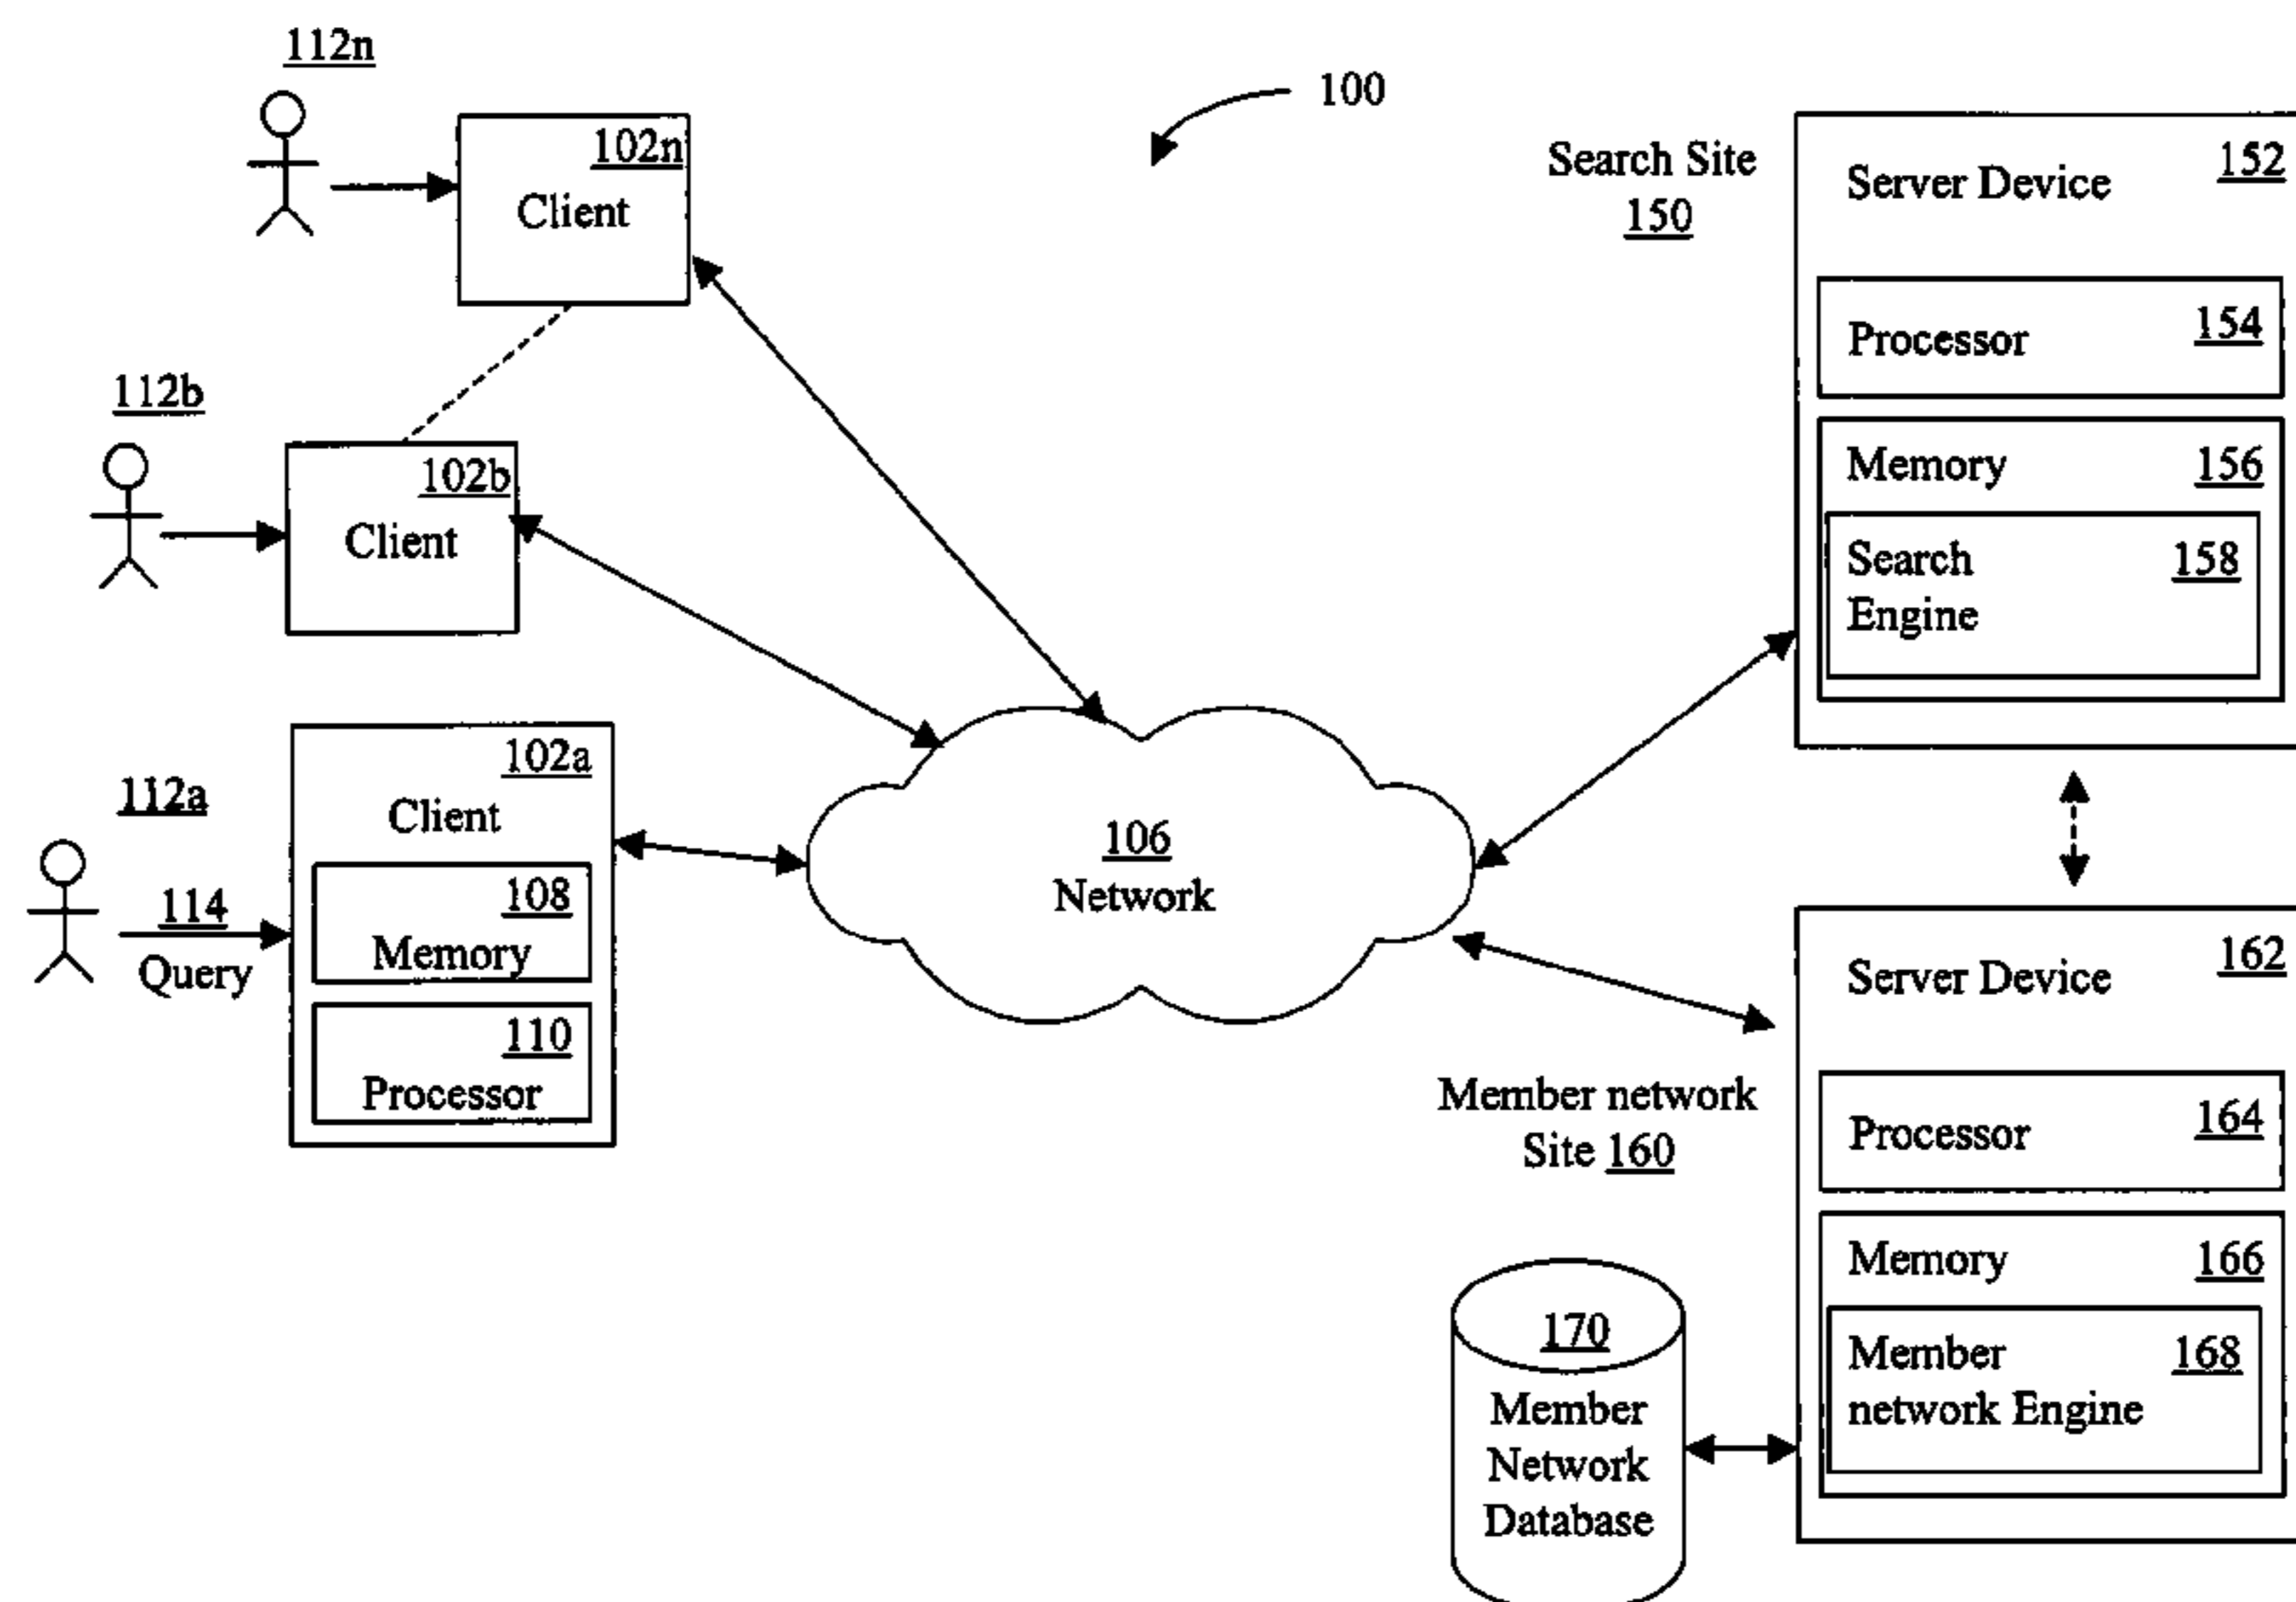 112n
102n
Client
100
Search Site
150
Server Device 152
Processor 154
Memory 156
Search 158
Engine
112b
102b
Client
112a
102a
Client
108
Memory
110
Processor
114
Query
106
Network
Server Device 162
Member network
Site 160
Processor 164
Memory 166
Member 168
network Engine
170
Member
Network
Database